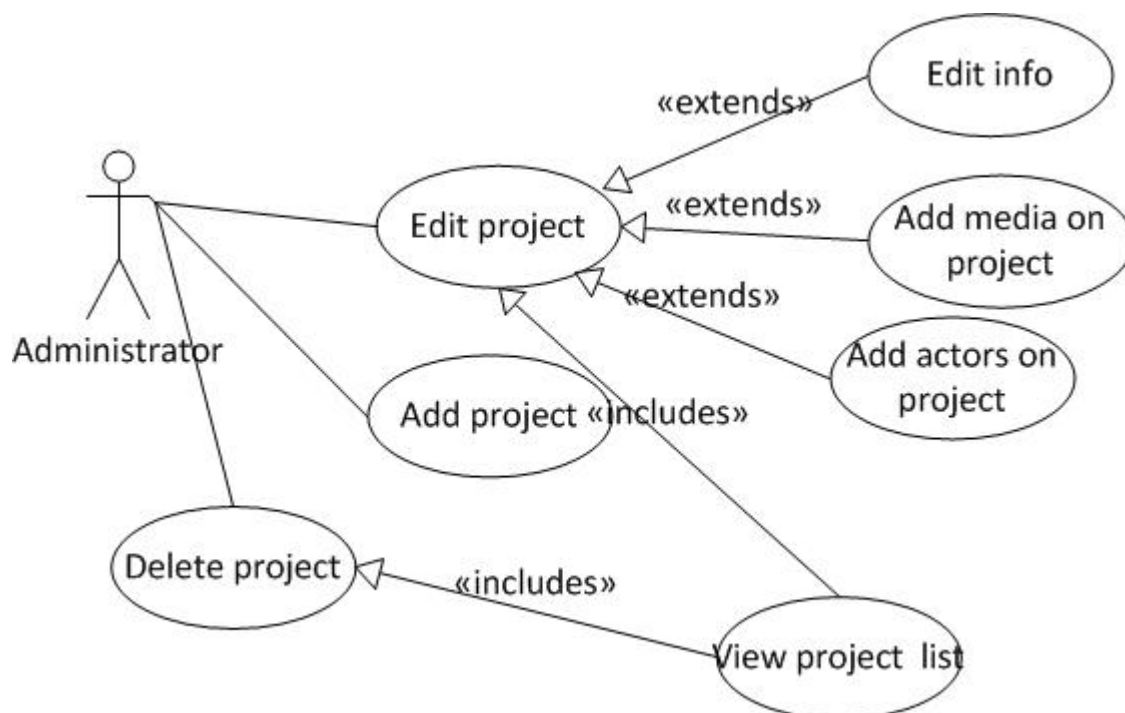 Edit info
«extends»
Edit project
«extends»
Add media on
project
«extends»
Administrator
Add actors on
project
Add project
«includes»
Delete project
«includes»
View project list